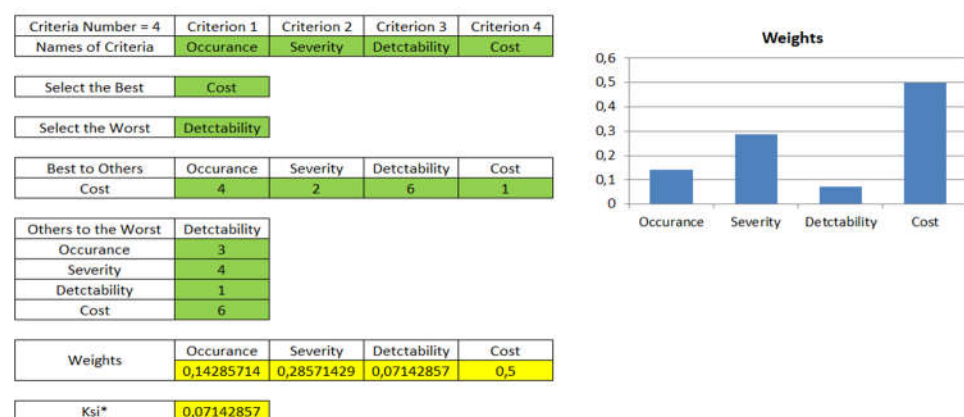 Criteria Number = 4 Criterion 1 Criterion 2 Criterion 3 Criterion 4
Names of Criteria Occurance Severity Detctability Cost
Select the Best Cost
Select the Worst Detctability
Best to Others Occurance Severity Detctability Cost
Cost 4 2 6 1
Others to the Worst Detctability
Occurance 3
Severity 4
Detctability 1
Cost 6
Weights Occurance Severity Detctability Cost
0,14285714 0,28571429 0,07142857 0,5
Ksi* 0,07142857
Weights
0,6
0,5
0,4
0,3
0,2
0,1
0
Occurance Severity Detctability Cost